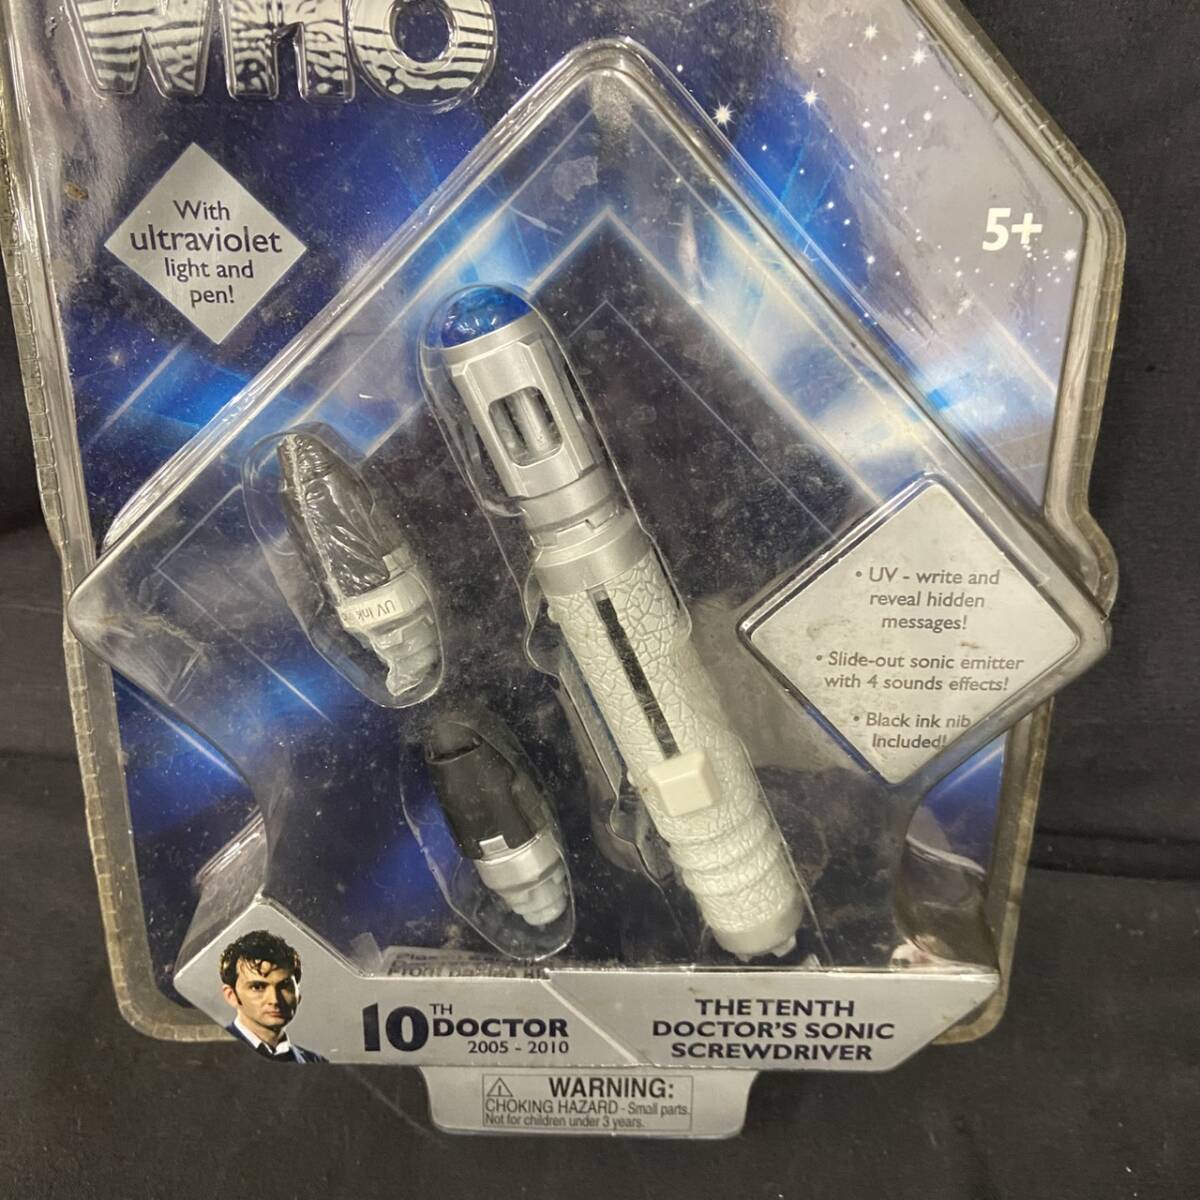 WHO
With
ultraviolet
light and
pen!
5+
UV Ink
• UV - write and
reveal hidden
messages!
• Slide-out sonic emitter
with 4 sounds effects!
• Black ink nib
Included!
10TH DOCTOR
2005 - 2010
THE TENTH
DOCTOR'S SONIC
SCREWDRIVER
WARNING:
CHOKING HAZARD - Small parts.
Not for children under 3 years.